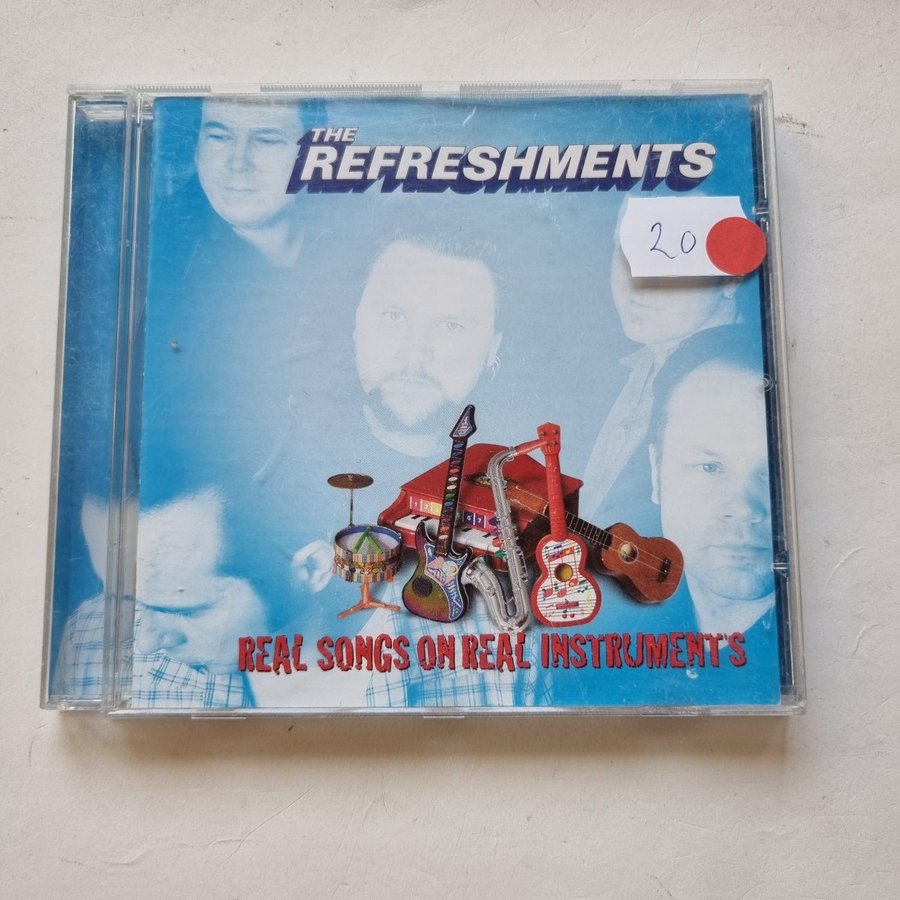 THE
REFRESHMENTS
20
REAL SONGS ON REAL INSTRUMENT'S